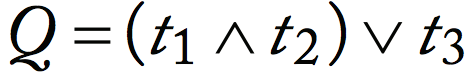 Q = (t₁ ∧ t₂) ∨ t₃